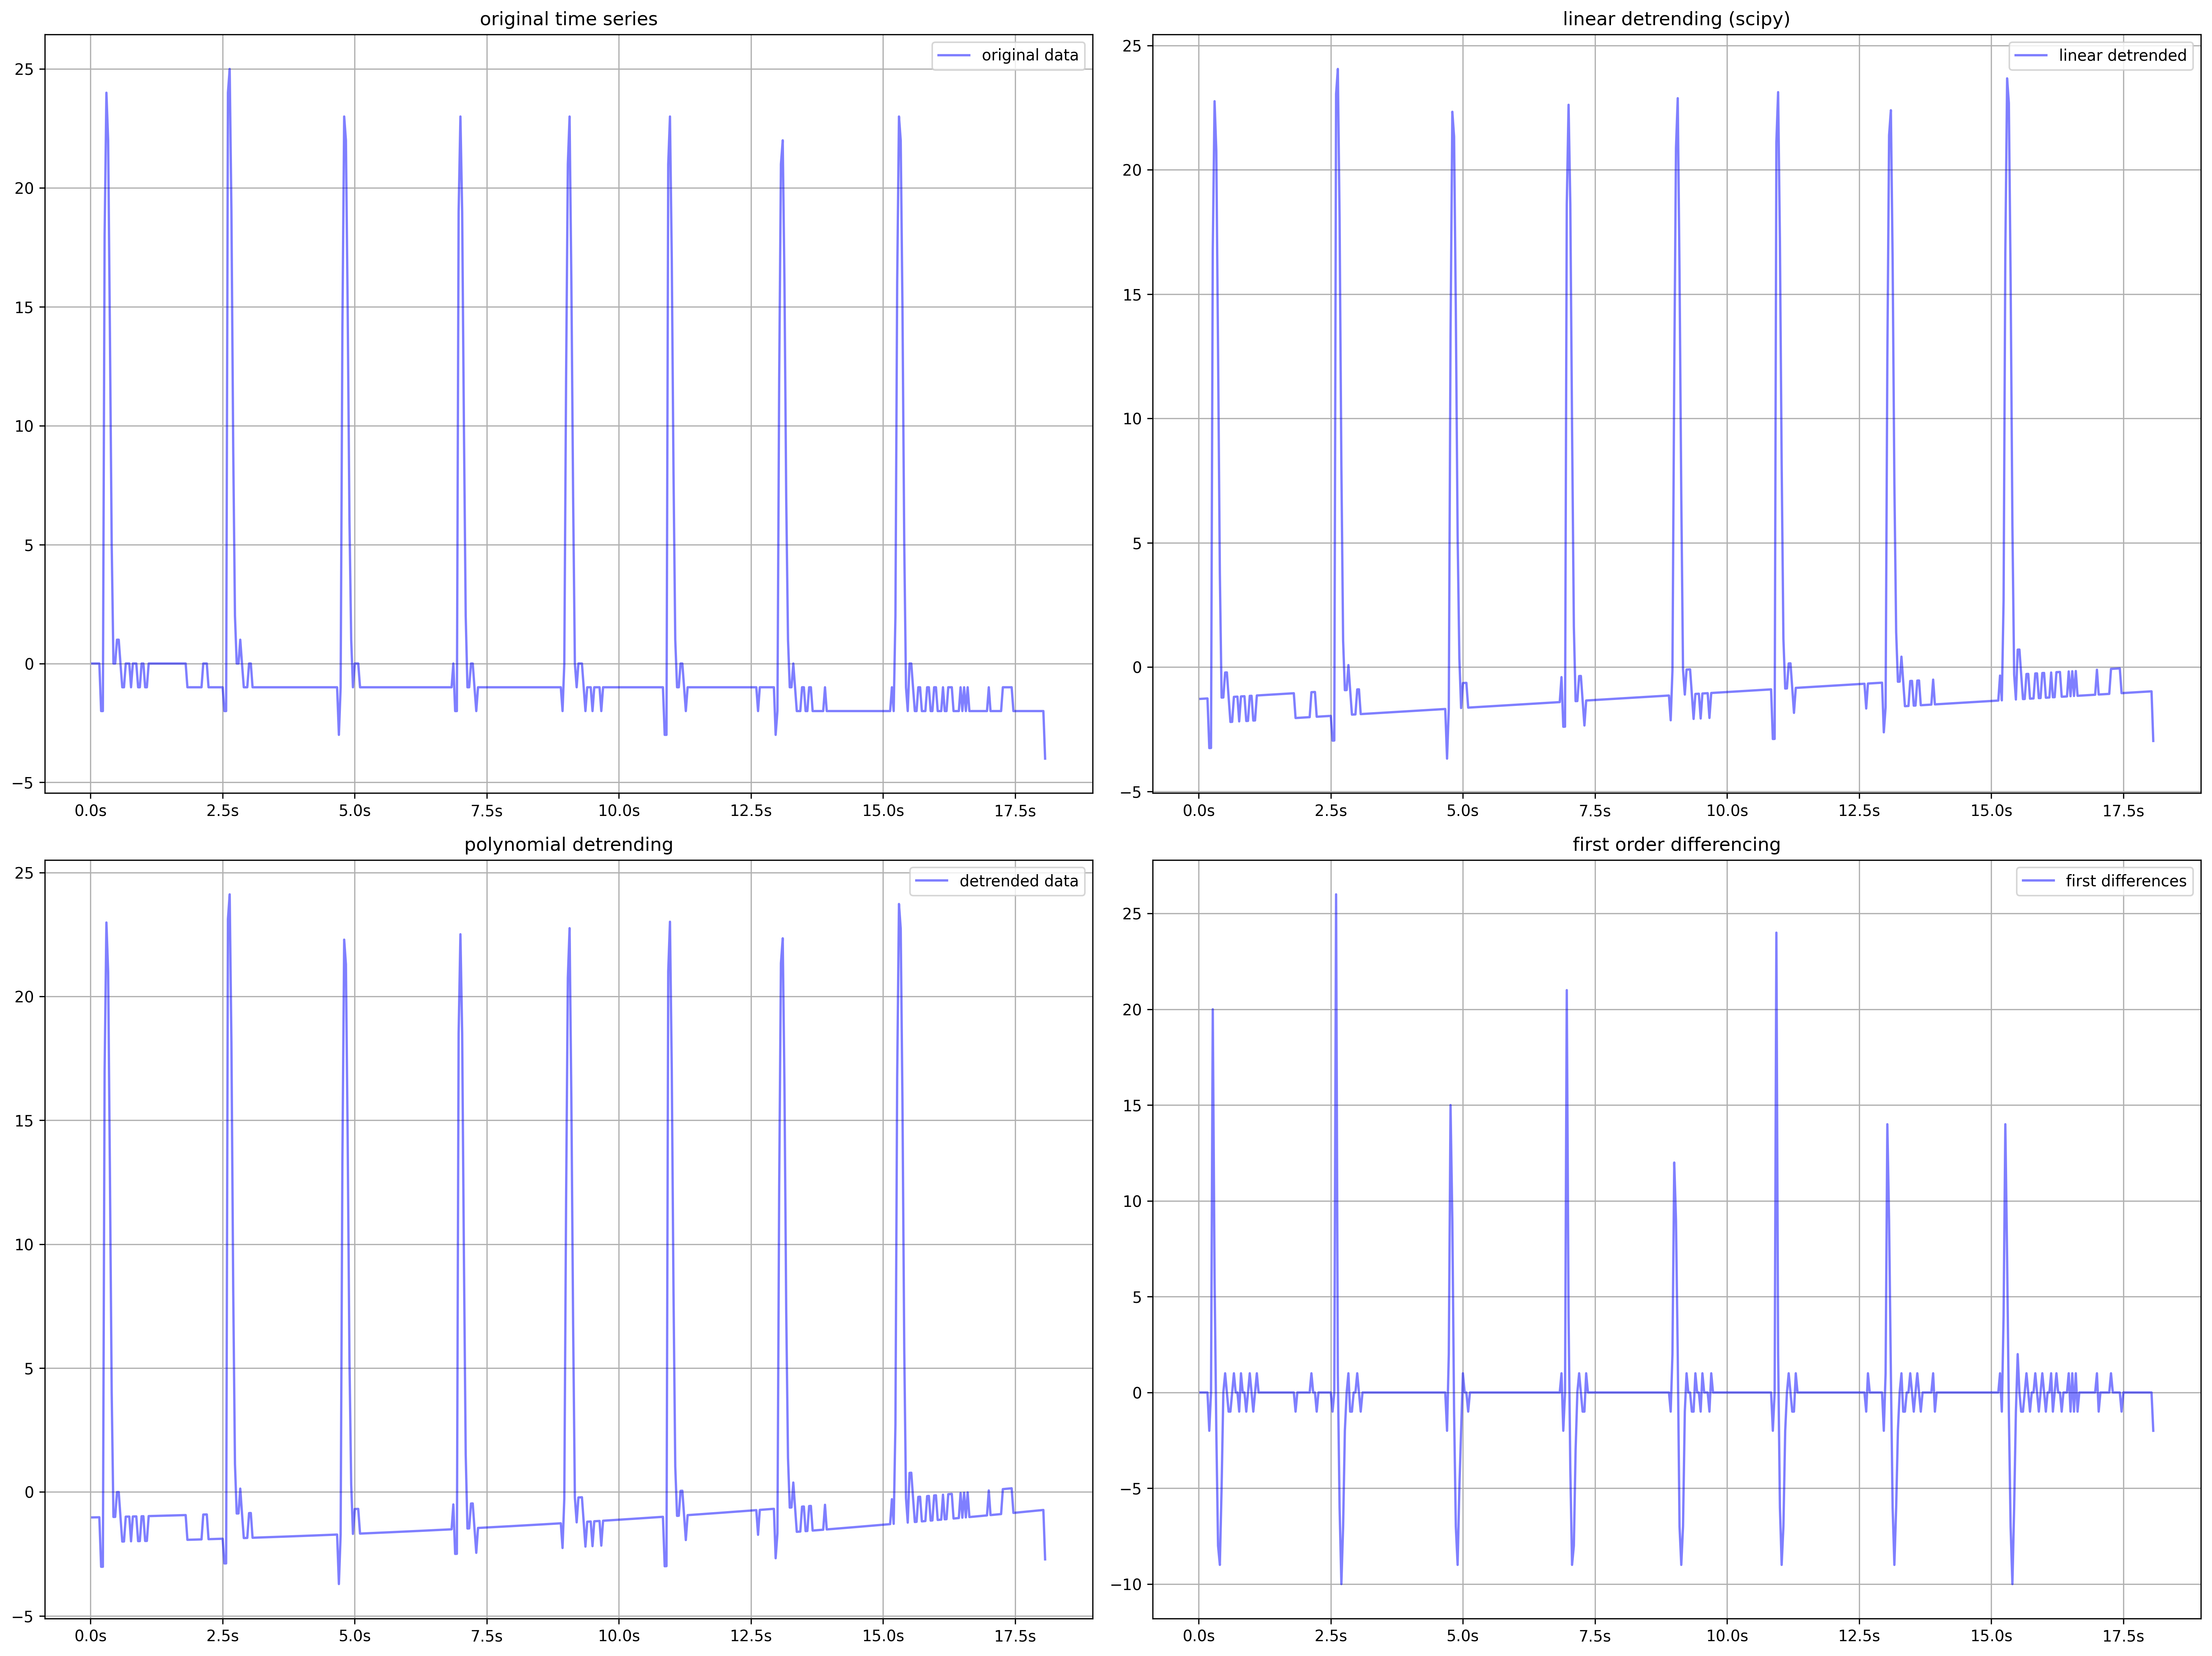 original time series
original data
25
20
15
10
5
0
−5
0.0s 2.5s 5.0s 7.5s 10.0s 12.5s 15.0s 17.5s
linear detrending (scipy)
linear detrended
25
20
15
10
5
0
−5
0.0s 2.5s 5.0s 7.5s 10.0s 12.5s 15.0s 17.5s
polynomial detrending
detrended data
25
20
15
10
5
0
−5
0.0s 2.5s 5.0s 7.5s 10.0s 12.5s 15.0s 17.5s
first order differencing
first differences
25
20
15
10
5
0
−5
−10
0.0s 2.5s 5.0s 7.5s 10.0s 12.5s 15.0s 17.5s